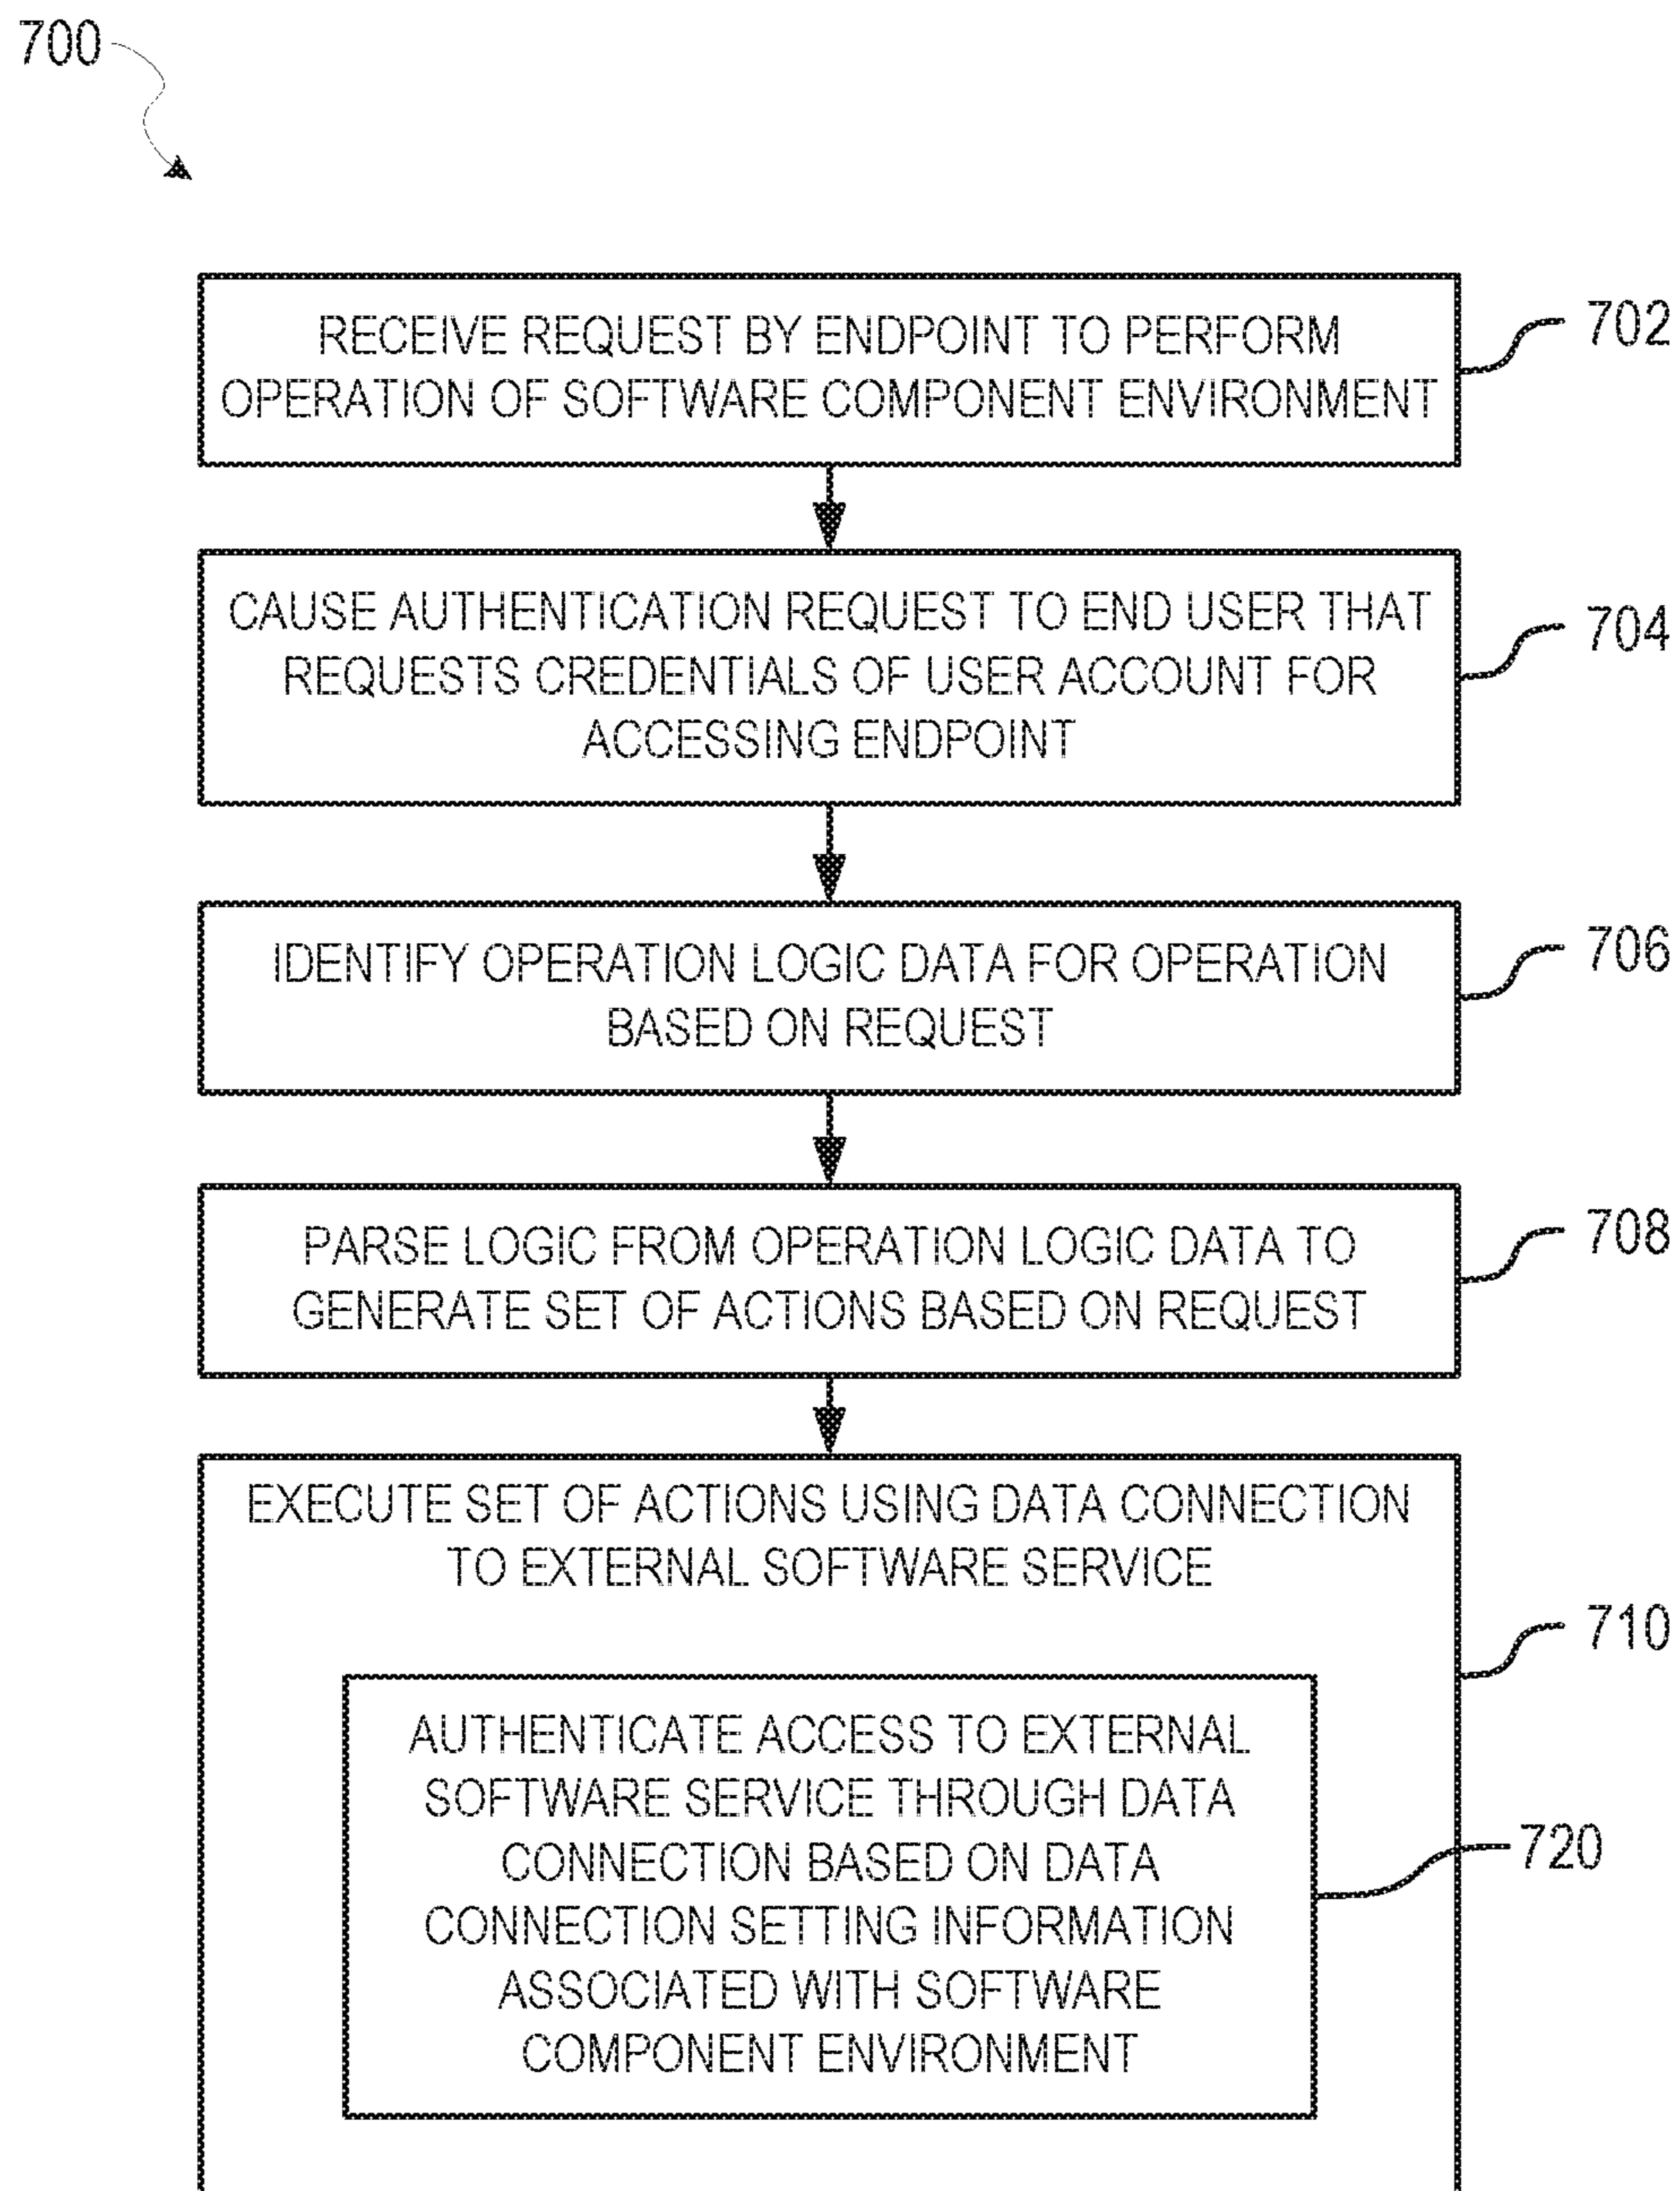 700
RECEIVE REQUEST BY ENDPOINT TO PERFORM
OPERATION OF SOFTWARE COMPONENT ENVIRONMENT
702
CAUSE AUTHENTICATION REQUEST TO END USER THAT
REQUESTS CREDENTIALS OF USER ACCOUNT FOR
ACCESSING ENDPOINT
704
IDENTIFY OPERATION LOGIC DATA FOR OPERATION
BASED ON REQUEST
706
PARSE LOGIC FROM OPERATION LOGIC DATA TO
GENERATE SET OF ACTIONS BASED ON REQUEST
708
EXECUTE SET OF ACTIONS USING DATA CONNECTION
TO EXTERNAL SOFTWARE SERVICE
710
AUTHENTICATE ACCESS TO EXTERNAL
SOFTWARE SERVICE THROUGH DATA
CONNECTION BASED ON DATA
CONNECTION SETTING INFORMATION
ASSOCIATED WITH SOFTWARE
COMPONENT ENVIRONMENT
720